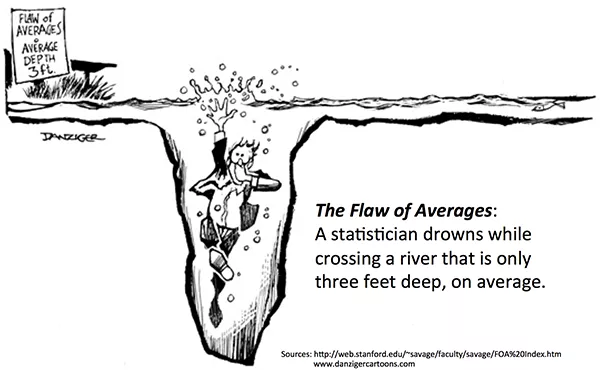 FLAW of
AVERAGES
AVERAGE
DEPTH
3 ft.
DANZIGER
The Flaw of Averages:
A statistician drowns while
crossing a river that is only
three feet deep, on average.
Sources: http://web.stanford.edu/~savage/faculty/savage/FOA%20Index.htm
www.danzigercartoons.com